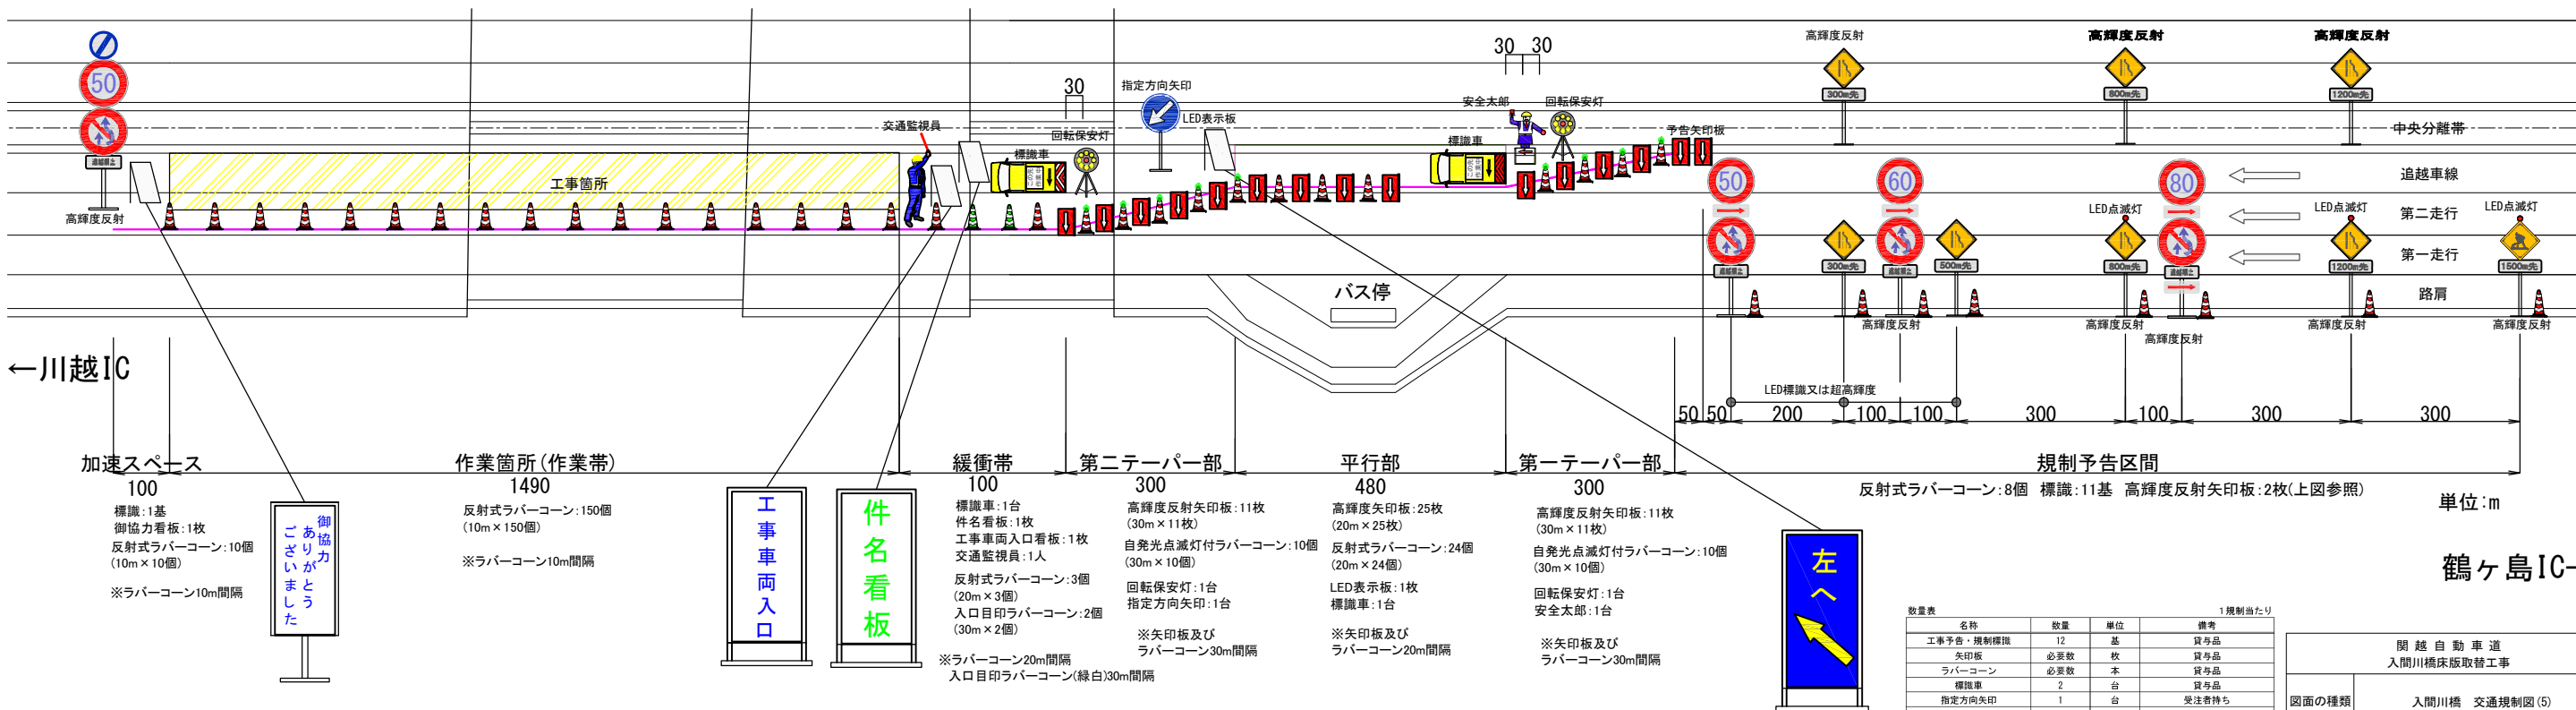 高輝度反射
高輝度反射
高輝度反射
300m先
800m先
1200m先
中央分離帯
50
追越禁止
高輝度反射
工事箇所
交通監視員
30
標識車
回転保安灯
この先
作業中
指定方向矢印
LED表示板
30 30
安全太郎
回転保安灯
標識車
この先
作業中
予告矢印板
50
追越禁止
60
追越禁止
80
追越禁止
300m先
500m先
LED点滅灯
800m先
LED点滅灯
1200m先
LED点滅灯
1500m先
追越車線
第二走行
第一走行
路肩
高輝度反射
高輝度反射
高輝度反射
高輝度反射
高輝度反射
バス停
←川越IC
LED標識又は超高輝度
50 50 200 100 100 300 100 300 300
加速スペース
100
標識:1基
御協力看板:1枚
反射式ラバーコーン:10個
(10m×10個)
※ラバーコーン10m間隔
御協力
ありがとう
ございました
作業箇所(作業帯)
1490
反射式ラバーコーン:150個
(10m×150個)
※ラバーコーン10m間隔
工事車両入口
件名看板
緩衝帯
100
標識車:1台
件名看板:1枚
工事車両入口看板:1枚
交通監視員:1人
反射式ラバーコーン:3個
(20m×3個)
入口目印ラバーコーン:2個
(30m×2個)
※ラバーコーン20m間隔
入口目印ラバーコーン(緑白)30m間隔
第二テーパー部
300
高輝度反射矢印板:11枚
(30m×11枚)
自発光点滅灯付ラバーコーン:10個
(30m×10個)
回転保安灯:1台
指定方向矢印:1台
※矢印板及び
ラバーコーン30m間隔
平行部
480
高輝度矢印板:25枚
(20m×25枚)
反射式ラバーコーン:24個
(20m×24個)
LED表示板:1枚
標識車:1台
※矢印板及び
ラバーコーン20m間隔
第一テーパー部
300
高輝度反射矢印板:11枚
(30m×11枚)
自発光点滅灯付ラバーコーン:10個
(30m×10個)
回転保安灯:1台
安全太郎:1台
※矢印板及び
ラバーコーン30m間隔
左へ
規制予告区間
反射式ラバーコーン:8個 標識:11基 高輝度反射矢印板:2枚(上図参照)
単位:m
鶴ヶ島IC→
数量表 1規制当たり
名称 数量 単位 備考
工事予告・規制標識 12 基 貸与品
矢印板 必要数 枚 貸与品
ラバーコーン 必要数 本 貸与品
標識車 2 台 貸与品
指定方向矢印 1 台 受注者持ち
関越自動車道
入間川橋床版取替工事
図面の種類 入間川橋 交通規制図(5)